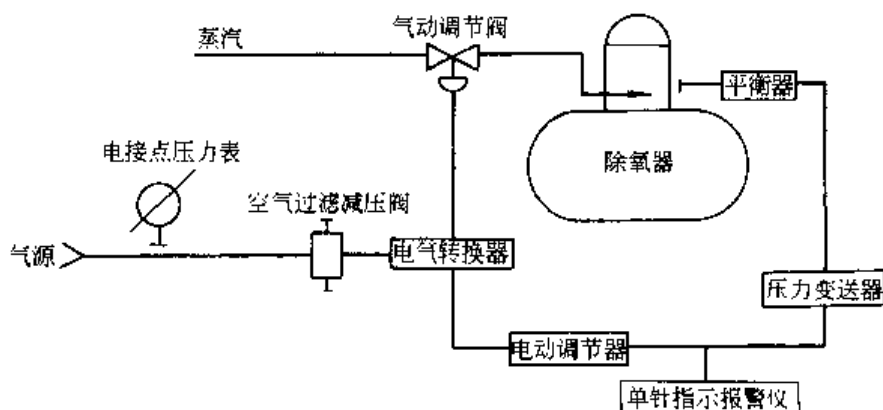 气动调节阀
蒸汽
平衡器
电接点压力表
除氧器
空气过滤减压阀
气源
电气转换器
压力变送器
电动调节器
单针指示报警仪